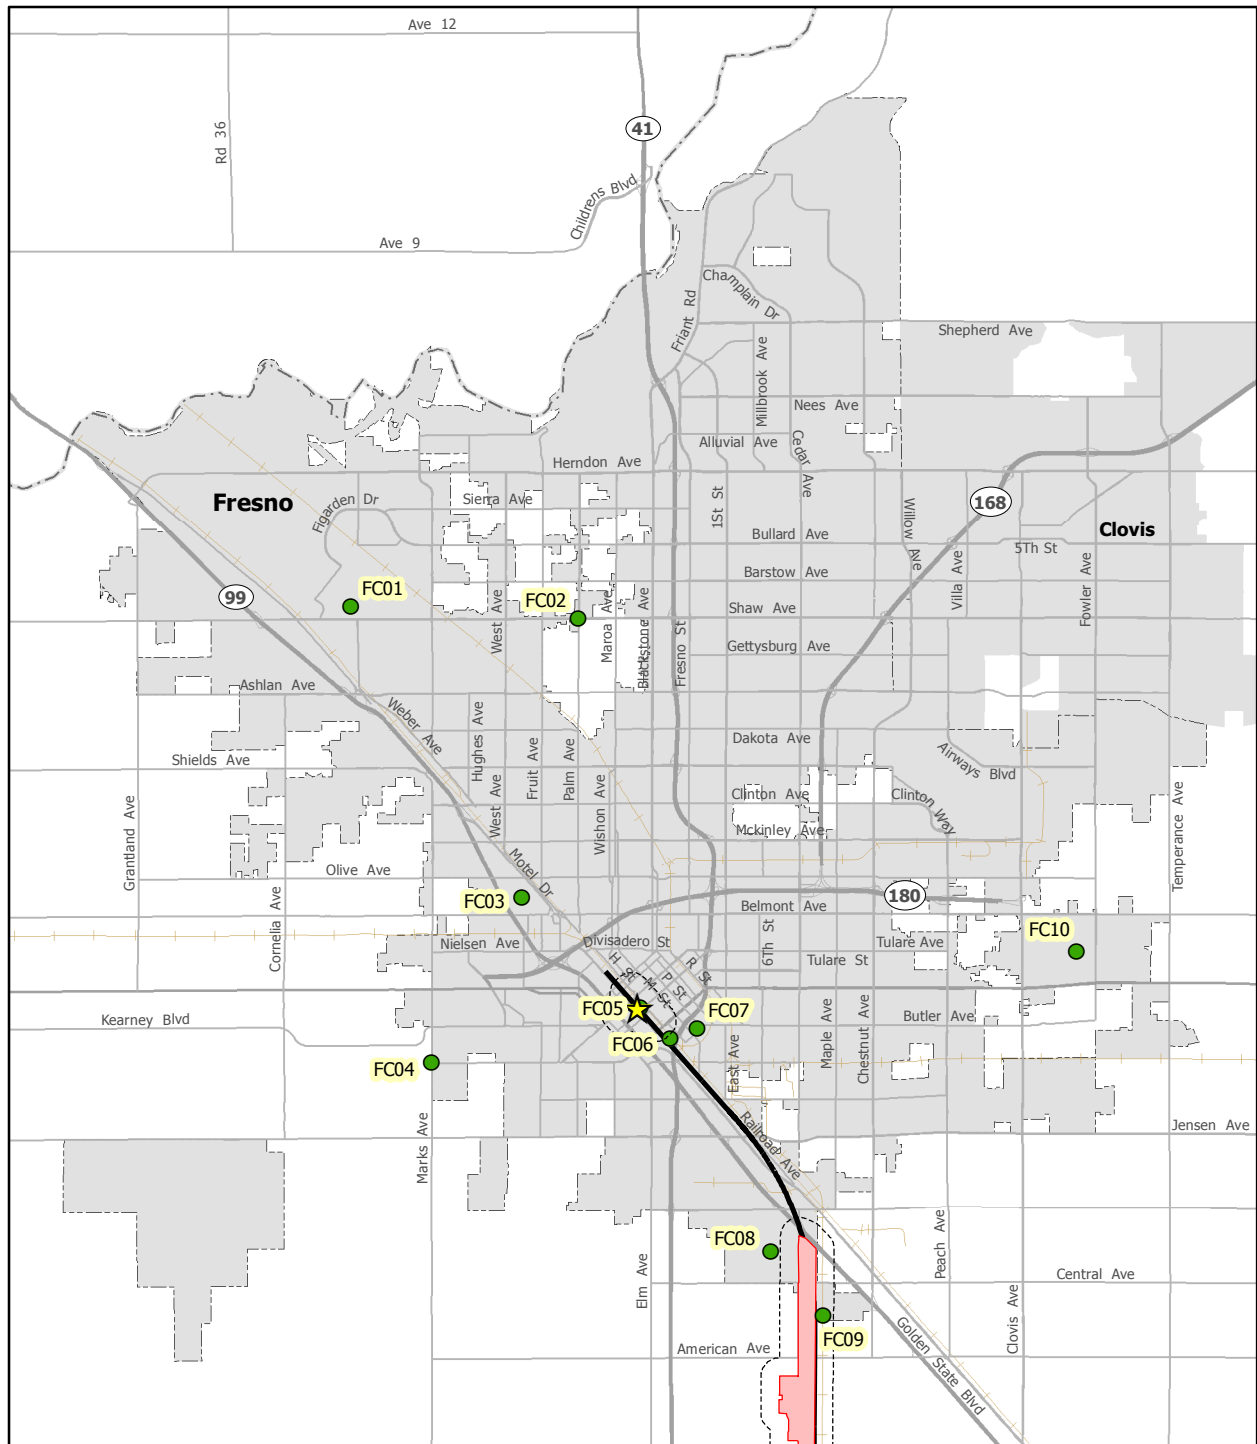 Ave 12
41
Rd 36
Childrens Blvd
Ave 9
Champlain Dr
Friant Rd
Shepherd Ave
Millbrook Ave
Nees Ave
Alluvial Ave
Cedar Ave
Herndon Ave
Fresno
Figarden Dr
Sierra Ave
1St St
Willow Ave
168
Bullard Ave
5Th St
Clovis
Barstow Ave
Villa Ave
Fowler Ave
99
FC01
FC02
West Ave
Maroa Ave
Blackstone Ave
Fresno St
Shaw Ave
Gettysburg Ave
Ashlan Ave
Weber Ave
Hughes Ave
Dakota Ave
Airways Blvd
Shields Ave
West Ave
Fruit Ave
Palm Ave
Wishon Ave
Clinton Ave
Clinton Way
Mckinley Ave
Grantland Ave
Temperance Ave
Olive Ave
Motel Dr
FC03
180
Belmont Ave
Cornelia Ave
Nielsen Ave
Divisadero St
6Th St
Tulare Ave
FC10
Tulare St
H St
M St
P St
R St
FC05
FC07
Kearney Blvd
Butler Ave
FC06
Maple Ave
Chestnut Ave
East Ave
FC04
Marks Ave
Railroad Ave
Jensen Ave
FC08
Peach Ave
Elm Ave
Central Ave
Clovis Ave
FC09
American Ave
Golden State Blvd